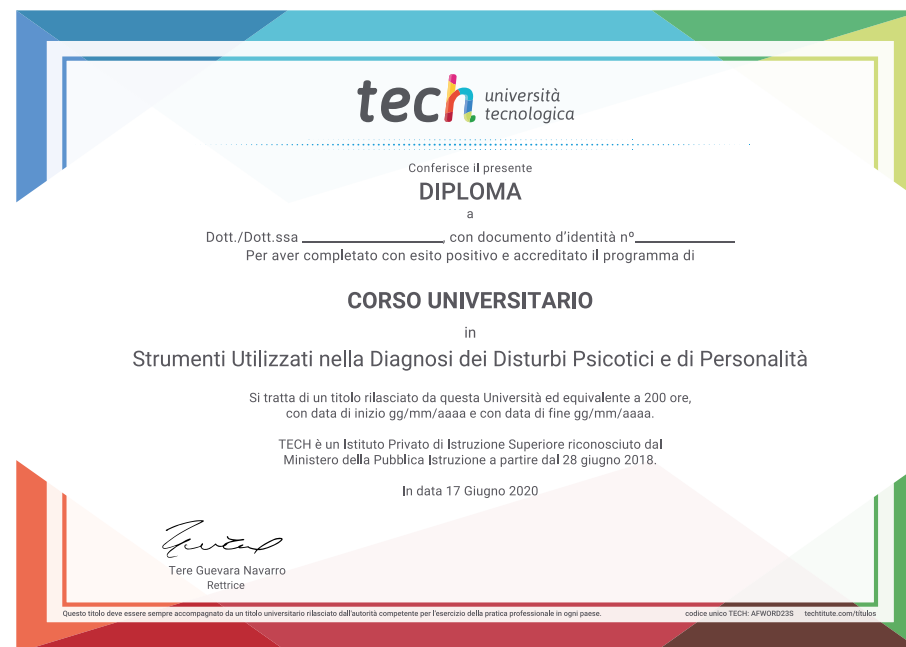 tech università
tecnologica
Conferisce il presente
DIPLOMA
a
Dott./Dott.ssa ____________________, con documento d'identità nº______________
Per aver completato con esito positivo e accreditato il programma di
CORSO UNIVERSITARIO
in
Strumenti Utilizzati nella Diagnosi dei Disturbi Psicotici e di Personalità
Si tratta di un titolo rilasciato da questa Università ed equivalente a 200 ore,
con data di inizio gg/mm/aaaa e con data di fine gg/mm/aaaa.
TECH è un Istituto Privato di Istruzione Superiore riconosciuto dal
Ministero della Pubblica Istruzione a partire dal 28 giugno 2018.
In data 17 Giugno 2020
Tere Guevara Navarro
Rettrice
Questo titolo deve essere sempre accompagnato da un titolo universitario rilasciato dall'autorità competente per l'esercizio della pratica professionale in ogni paese. codice unico TECH: AFWORD23S techtitute.com/títulos